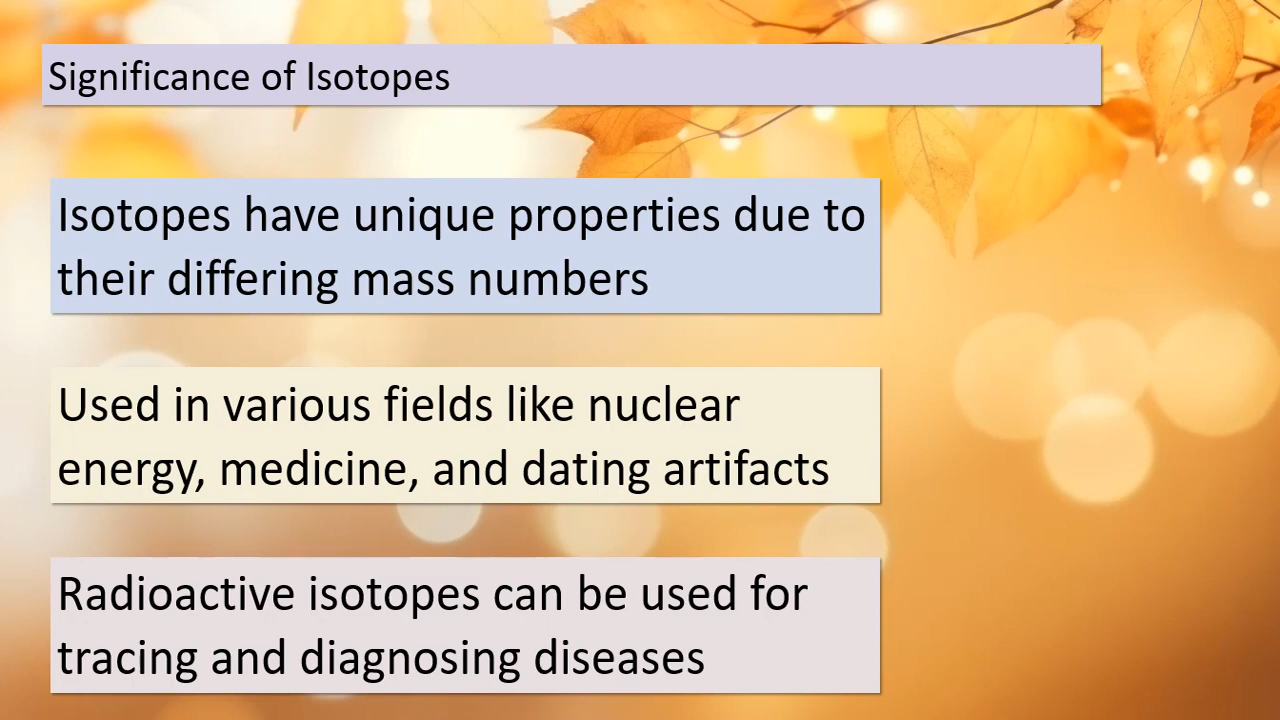 Significance of Isotopes
Isotopes have unique properties due to
their differing mass numbers
Used in various fields like nuclear
energy, medicine, and dating artifacts
Radioactive isotopes can be used for
tracing and diagnosing diseases